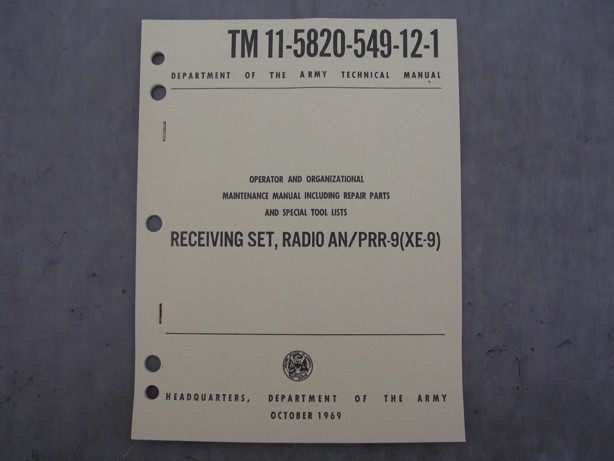 TM 11-5820-549-12-1
DEPARTMENT OF THE ARMY TECHNICAL MANUAL
OPERATOR AND ORGANIZATIONAL
MAINTENANCE MANUAL INCLUDING REPAIR PARTS
AND SPECIAL TOOL LISTS
RECEIVING SET, RADIO AN/PRR-9(XE-9)
HEADQUARTERS, DEPARTMENT OF THE ARMY
OCTOBER 1969